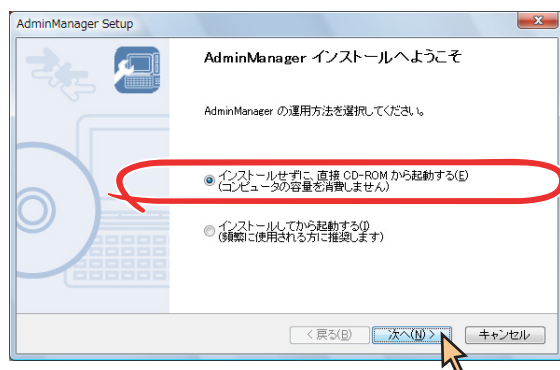 AdminManager Setup
AdminManager インストールへようこそ
AdminManager の運用方法を選択してください。
インストールせずに、直接 CD-ROM から起動する(E)
(コンピュータの容量を消費しません)
インストールしてから起動する(I)
(頻繁に使用される方に推奨します)
< 戻る(B)
次へ(N) >
キャンセル